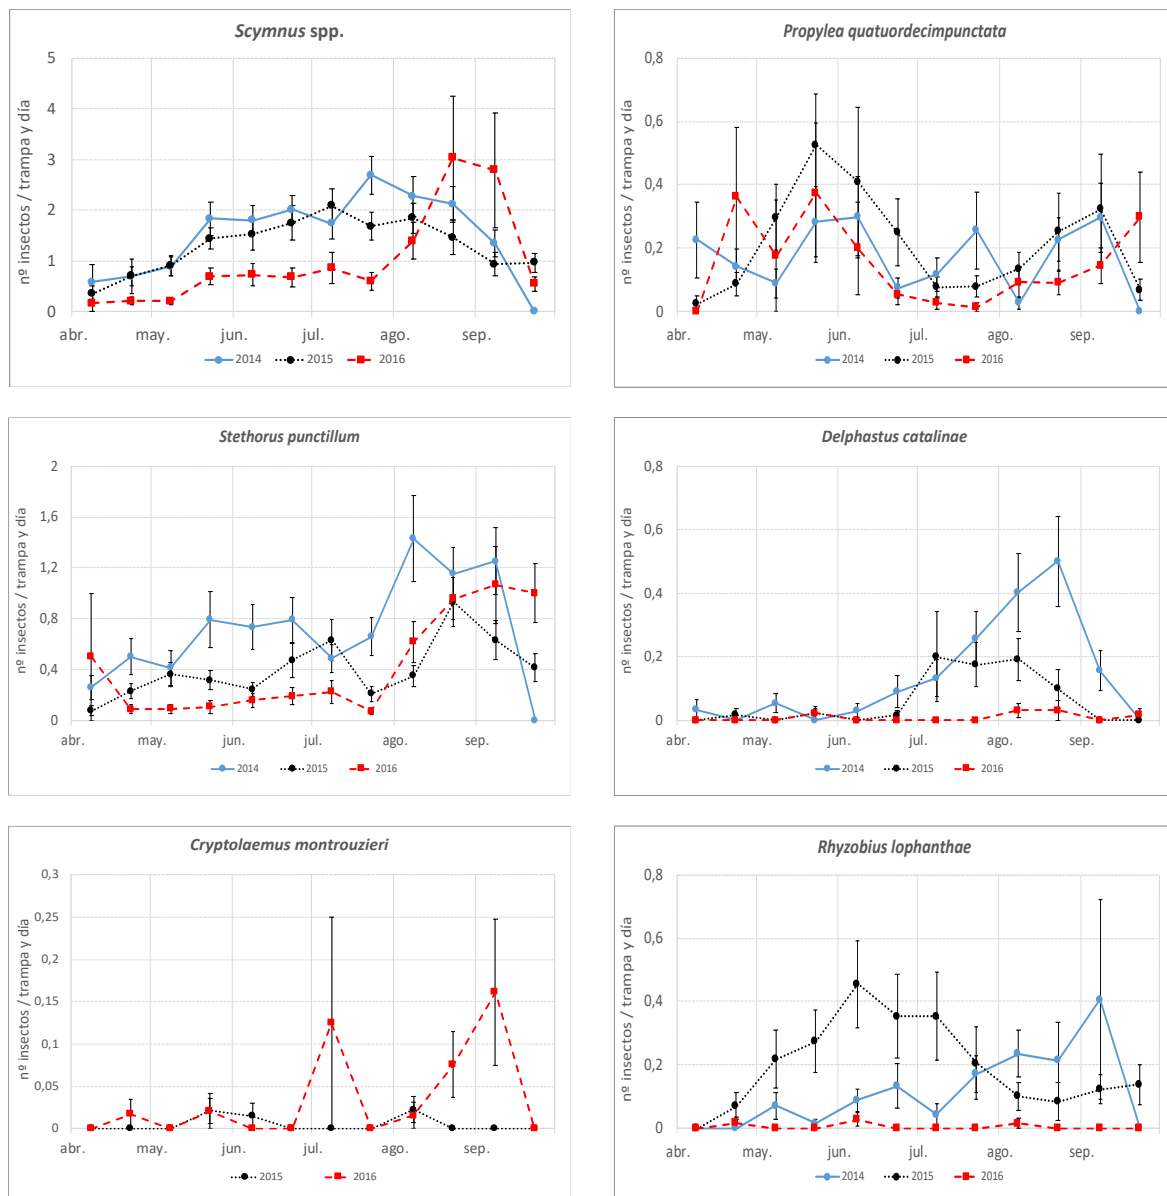 Scymnus spp.
nº insectos / trampa y día
5
4
3
2
1
0
abr. may. jun. jul. ago. sep.
2014 2015 2016
Propylea quatuordecimpunctata
nº insectos / trampa y día
0,8
0,6
0,4
0,2
0
abr. may. jun. jul. ago. sep.
2014 2015 2016
Stethorus punctillum
nº insectos / trampa y día
2
1,6
1,2
0,8
0,4
0
abr. may. jun. jul. ago. sep.
2014 2015 2016
Delphastus catalinae
nº insectos / trampa y día
0,8
0,6
0,4
0,2
0
abr. may. jun. jul. ago. sep.
2014 2015 2016
Cryptolaemus montrouzieri
nº insectos / trampa y día
0,3
0,25
0,2
0,15
0,1
0,05
0
abr. may. jun. jul. ago. sep.
2015 2016
Rhyzobius lophanthae
nº insectos / trampa y día
0,8
0,6
0,4
0,2
0
abr. may. jun. jul. ago. sep.
2014 2015 2016